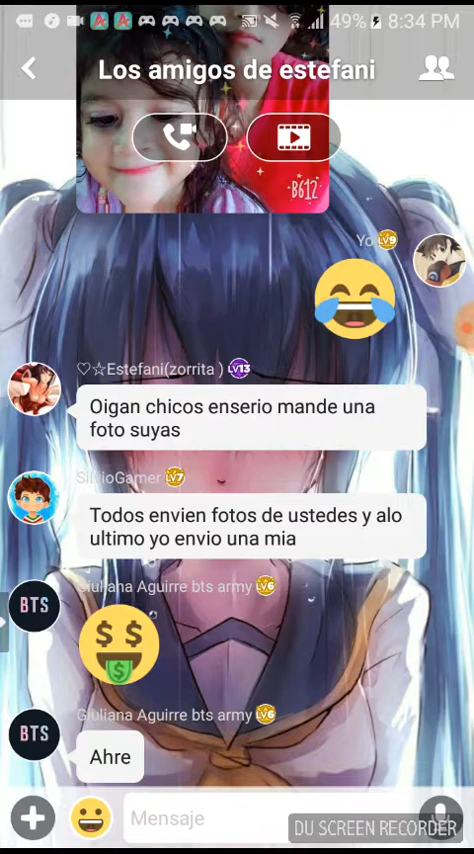 49% 8:34 PM
Los amigos de estefani
B612
Yo LV9
♡☆Estefani(zorrita ) LV13
Oigan chicos enserio mande una
foto suyas
SilvioGamer LV7
Todos envien fotos de ustedes y alo
ultimo yo envio una mia
Giuliana Aguirre bts army LV6
BTS
Giuliana Aguirre bts army LV6
BTS
Ahre
Mensaje
DU SCREEN RECORDER